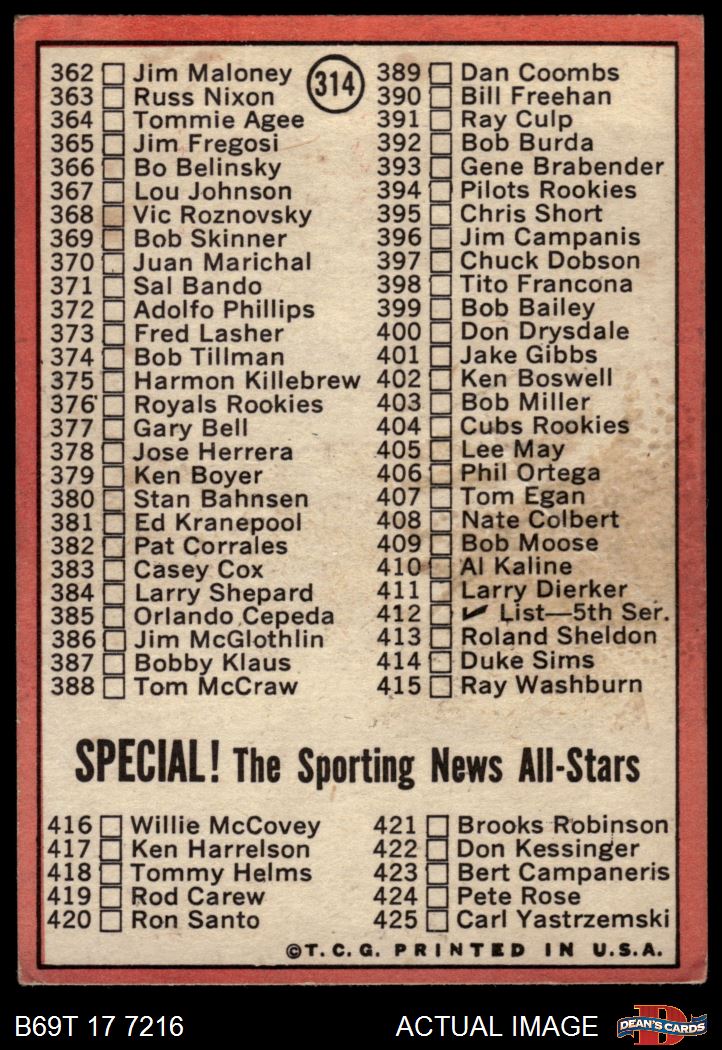 314
362 Jim Maloney
363 Russ Nixon
364 Tommie Agee
365 Jim Fregosi
366 Bo Belinsky
367 Lou Johnson
368 Vic Roznovsky
369 Bob Skinner
370 Juan Marichal
371 Sal Bando
372 Adolfo Phillips
373 Fred Lasher
374 Bob Tillman
375 Harmon Killebrew
376 Royals Rookies
377 Gary Bell
378 Jose Herrera
379 Ken Boyer
380 Stan Bahnsen
381 Ed Kranepool
382 Pat Corrales
383 Casey Cox
384 Larry Shepard
385 Orlando Cepeda
386 Jim McGlothlin
387 Bobby Klaus
388 Tom McCraw
389 Dan Coombs
390 Bill Freehan
391 Ray Culp
392 Bob Burda
393 Gene Brabender
394 Pilots Rookies
395 Chris Short
396 Jim Campanis
397 Chuck Dobson
398 Tito Francona
399 Bob Bailey
400 Don Drysdale
401 Jake Gibbs
402 Ken Boswell
403 Bob Miller
404 Cubs Rookies
405 Lee May
406 Phil Ortega
407 Tom Egan
408 Nate Colbert
409 Bob Moose
410 Al Kaline
411 Larry Dierker
412 ✓ List—5th Ser.
413 Roland Sheldon
414 Duke Sims
415 Ray Washburn
SPECIAL! The Sporting News All-Stars
416 Willie McCovey
417 Ken Harrelson
418 Tommy Helms
419 Rod Carew
420 Ron Santo
421 Brooks Robinson
422 Don Kessinger
423 Bert Campaneris
424 Pete Rose
425 Carl Yastrzemski
©T.C.G. PRINTED IN U.S.A.
B69T 17 7216
ACTUAL IMAGE
D
DEAN'S CARDS